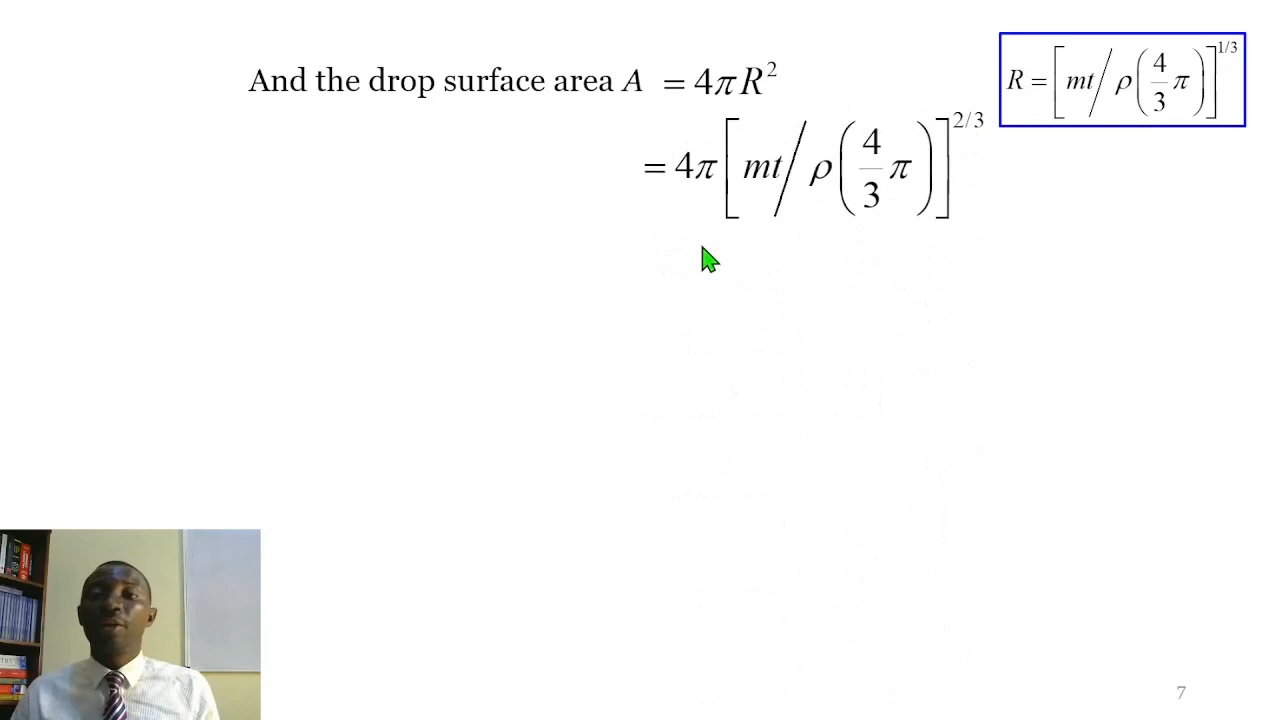 And the drop surface area A = 4πR²
= 4π[mt/ρ(4/3 π)]^2/3
R = [mt/ρ(4/3 π)]^1/3
7